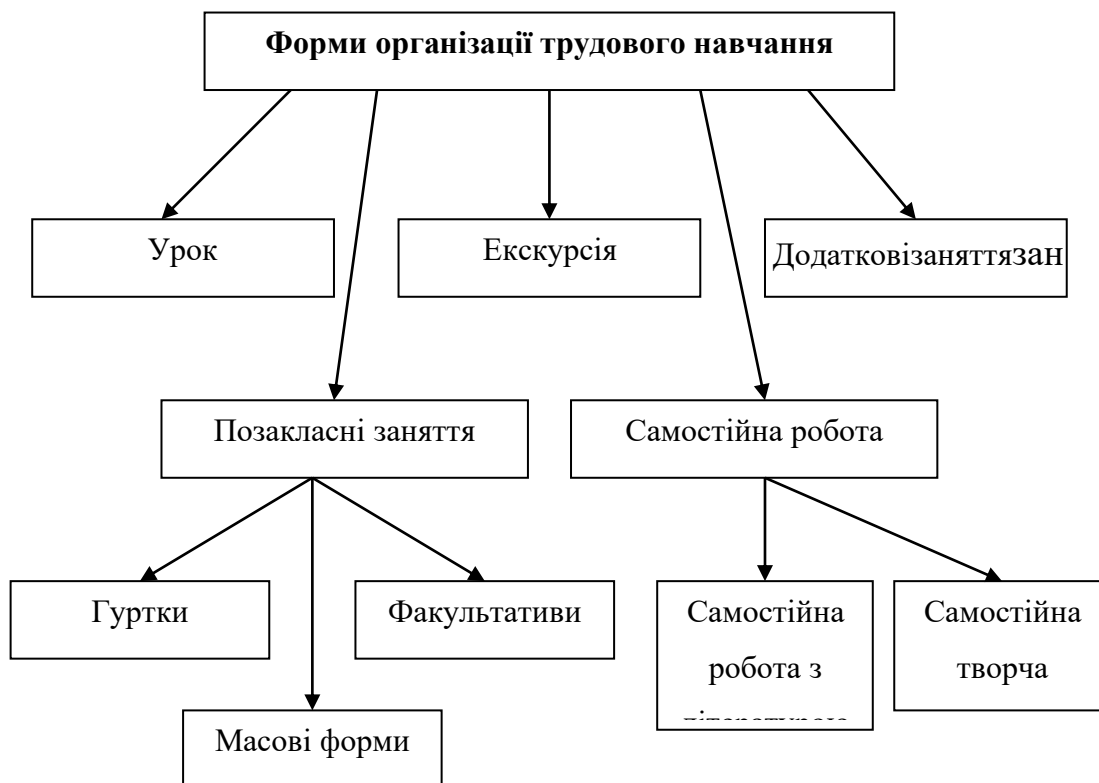 Форми організації трудового навчання
Урок
Екскурсія
Додатковізаняттязан
Позакласні заняття
Самостійна робота
Гуртки
Факультативи
Масові форми
Самостійна
робота з
літературою
Самостійна
творча